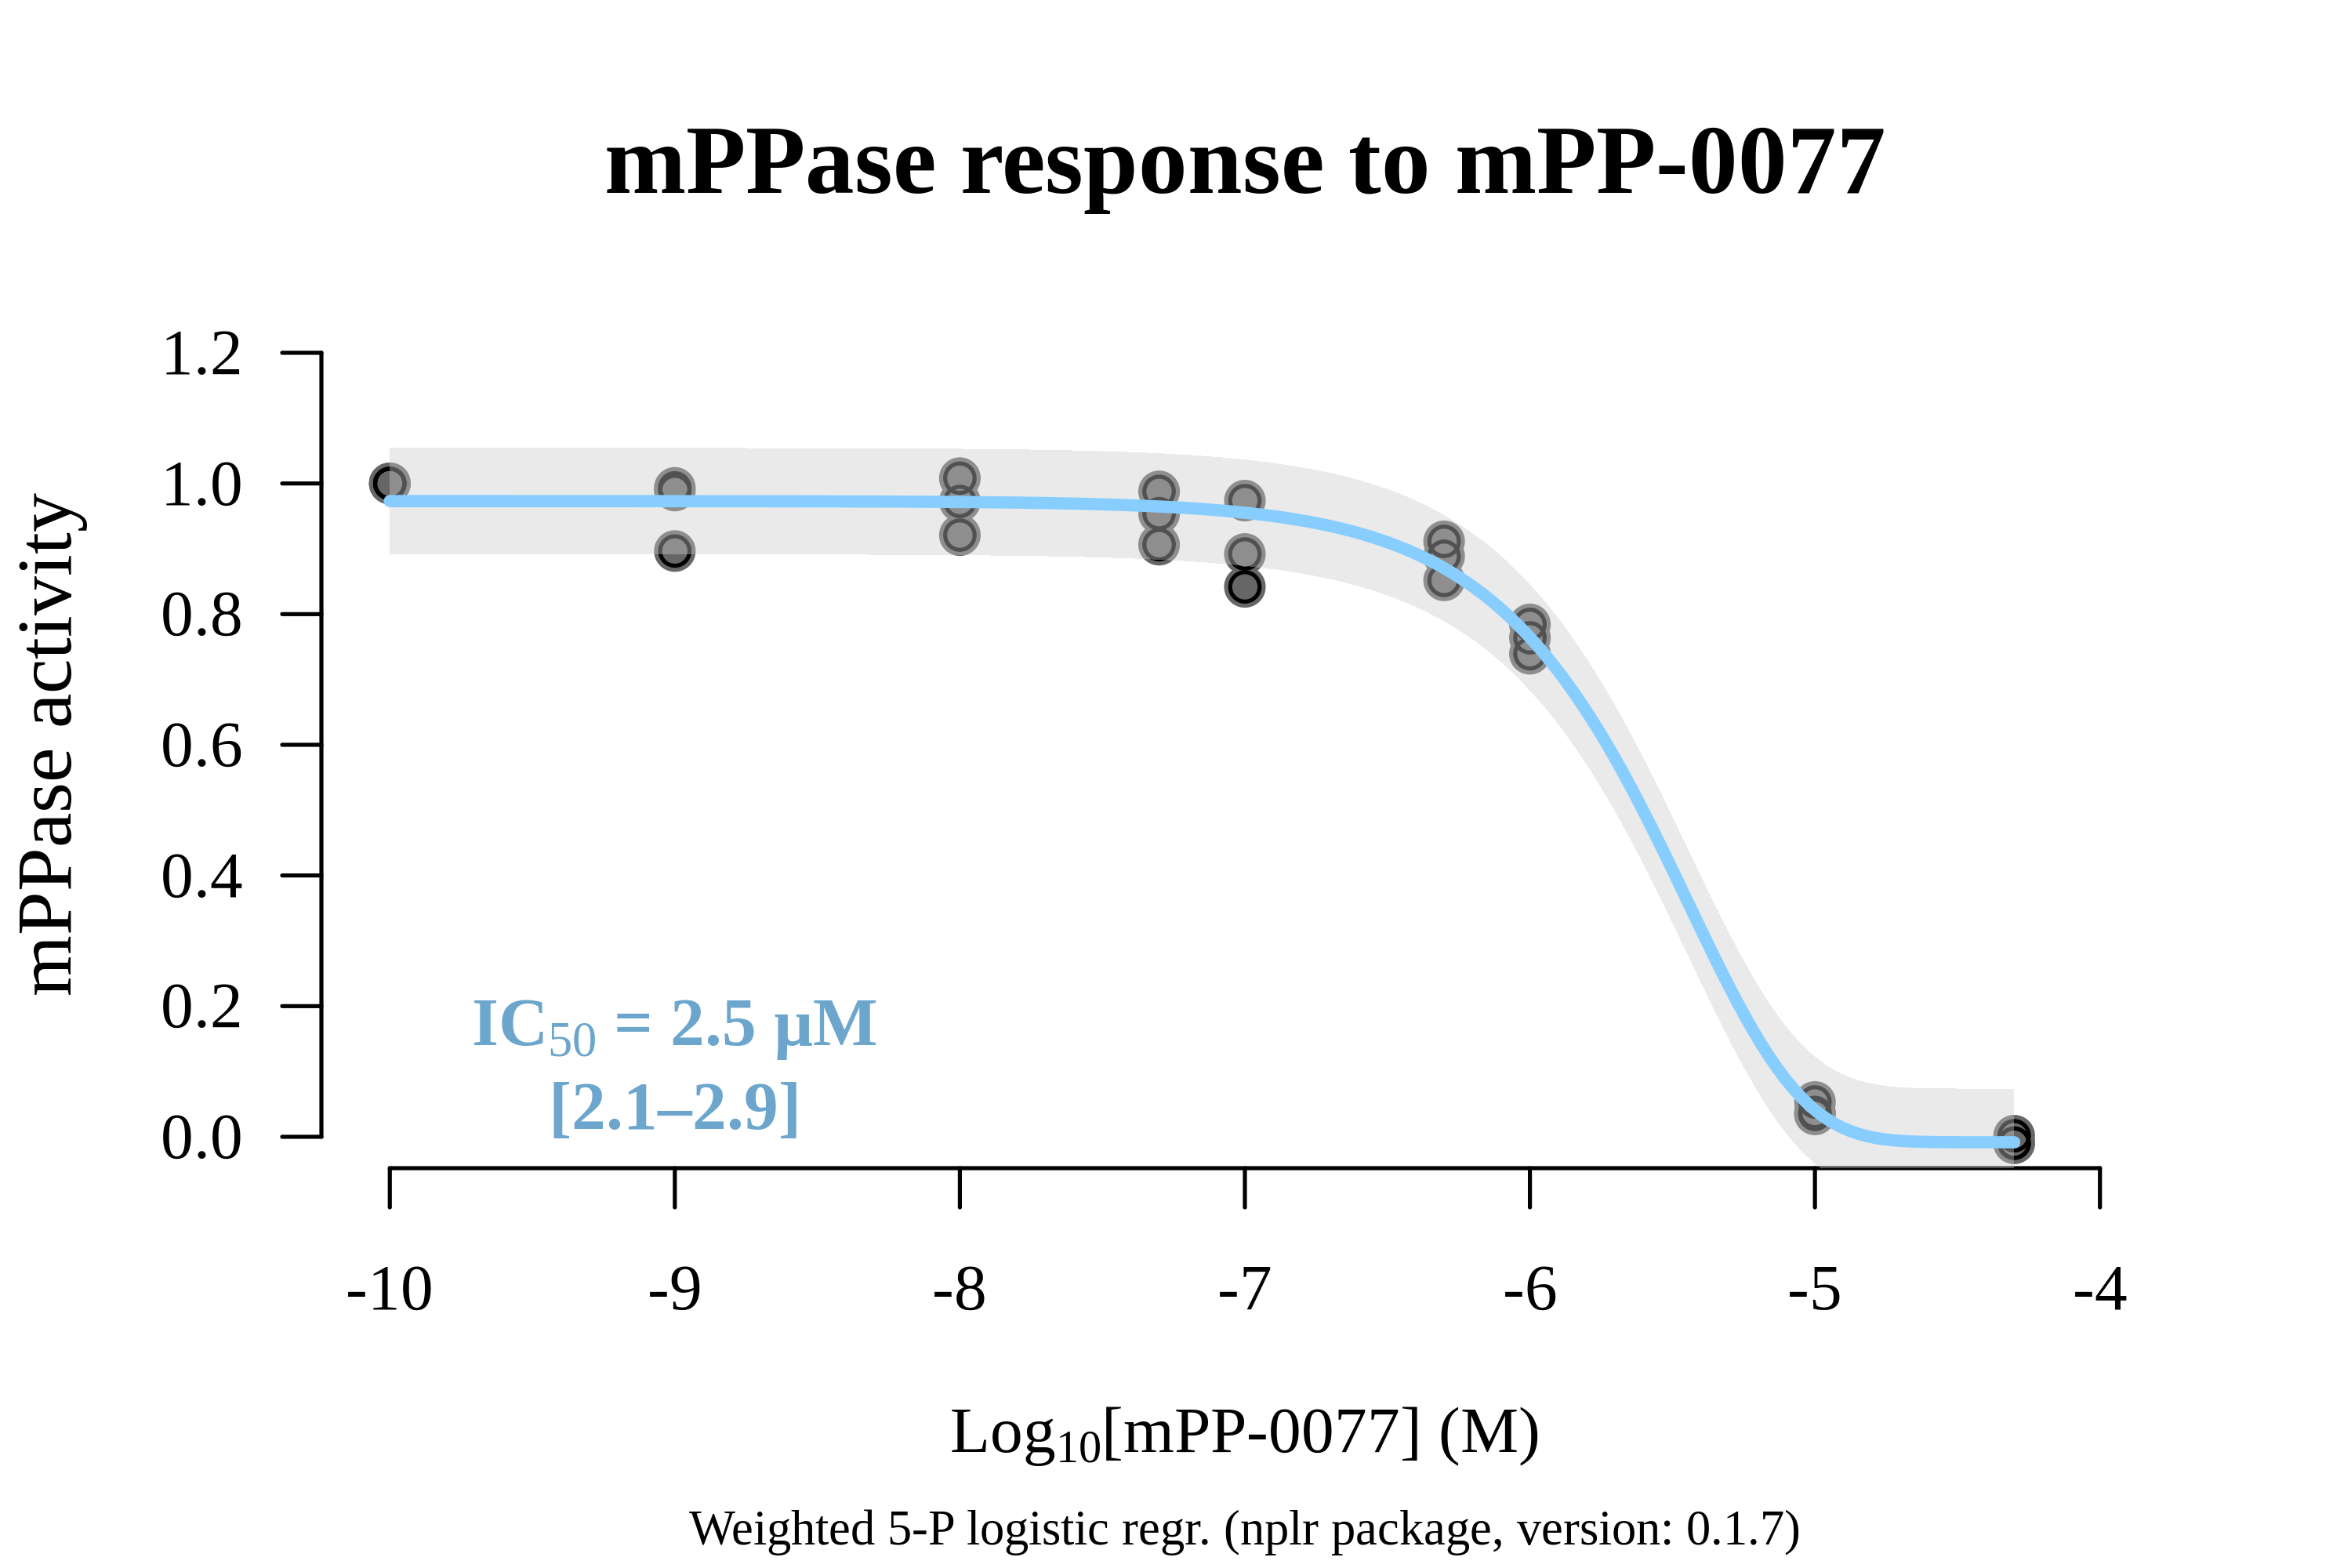 mPPase response to mPP-0077
mPPase activity
1.2
1.0
0.8
0.6
0.4
0.2
0.0
IC50 = 2.5 µM
[2.1–2.9]
-10 -9 -8 -7 -6 -5 -4
Log10[mPP-0077] (M)
Weighted 5-P logistic regr. (nplr package, version: 0.1.7)